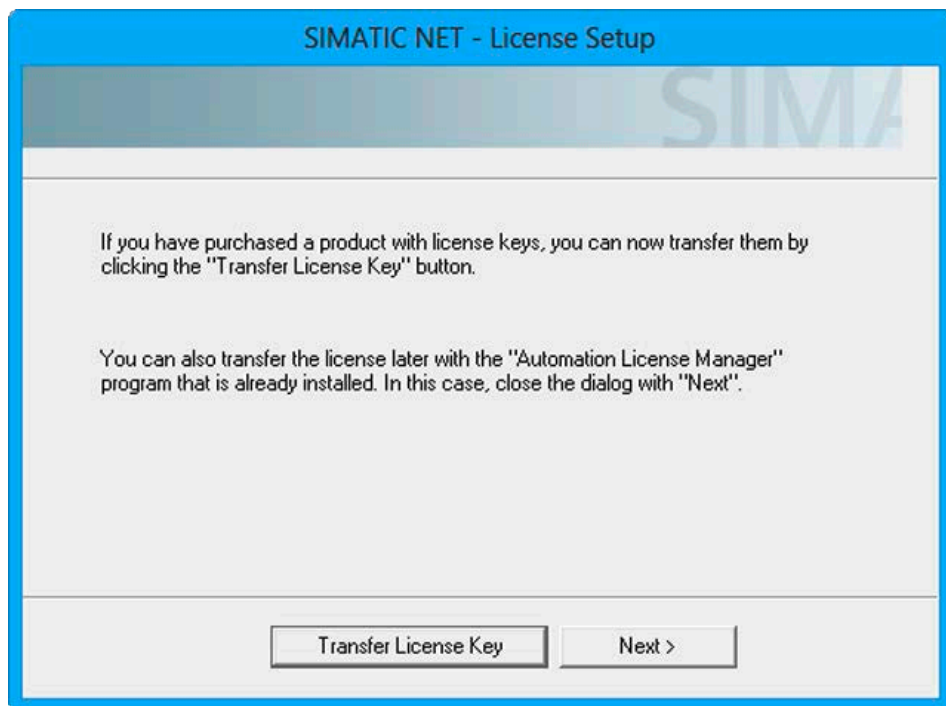 SIMATIC NET - License Setup
SIMA
If you have purchased a product with license keys, you can now transfer them by
clicking the "Transfer License Key" button.
You can also transfer the license later with the "Automation License Manager"
program that is already installed. In this case, close the dialog with "Next".
Transfer License Key
Next >